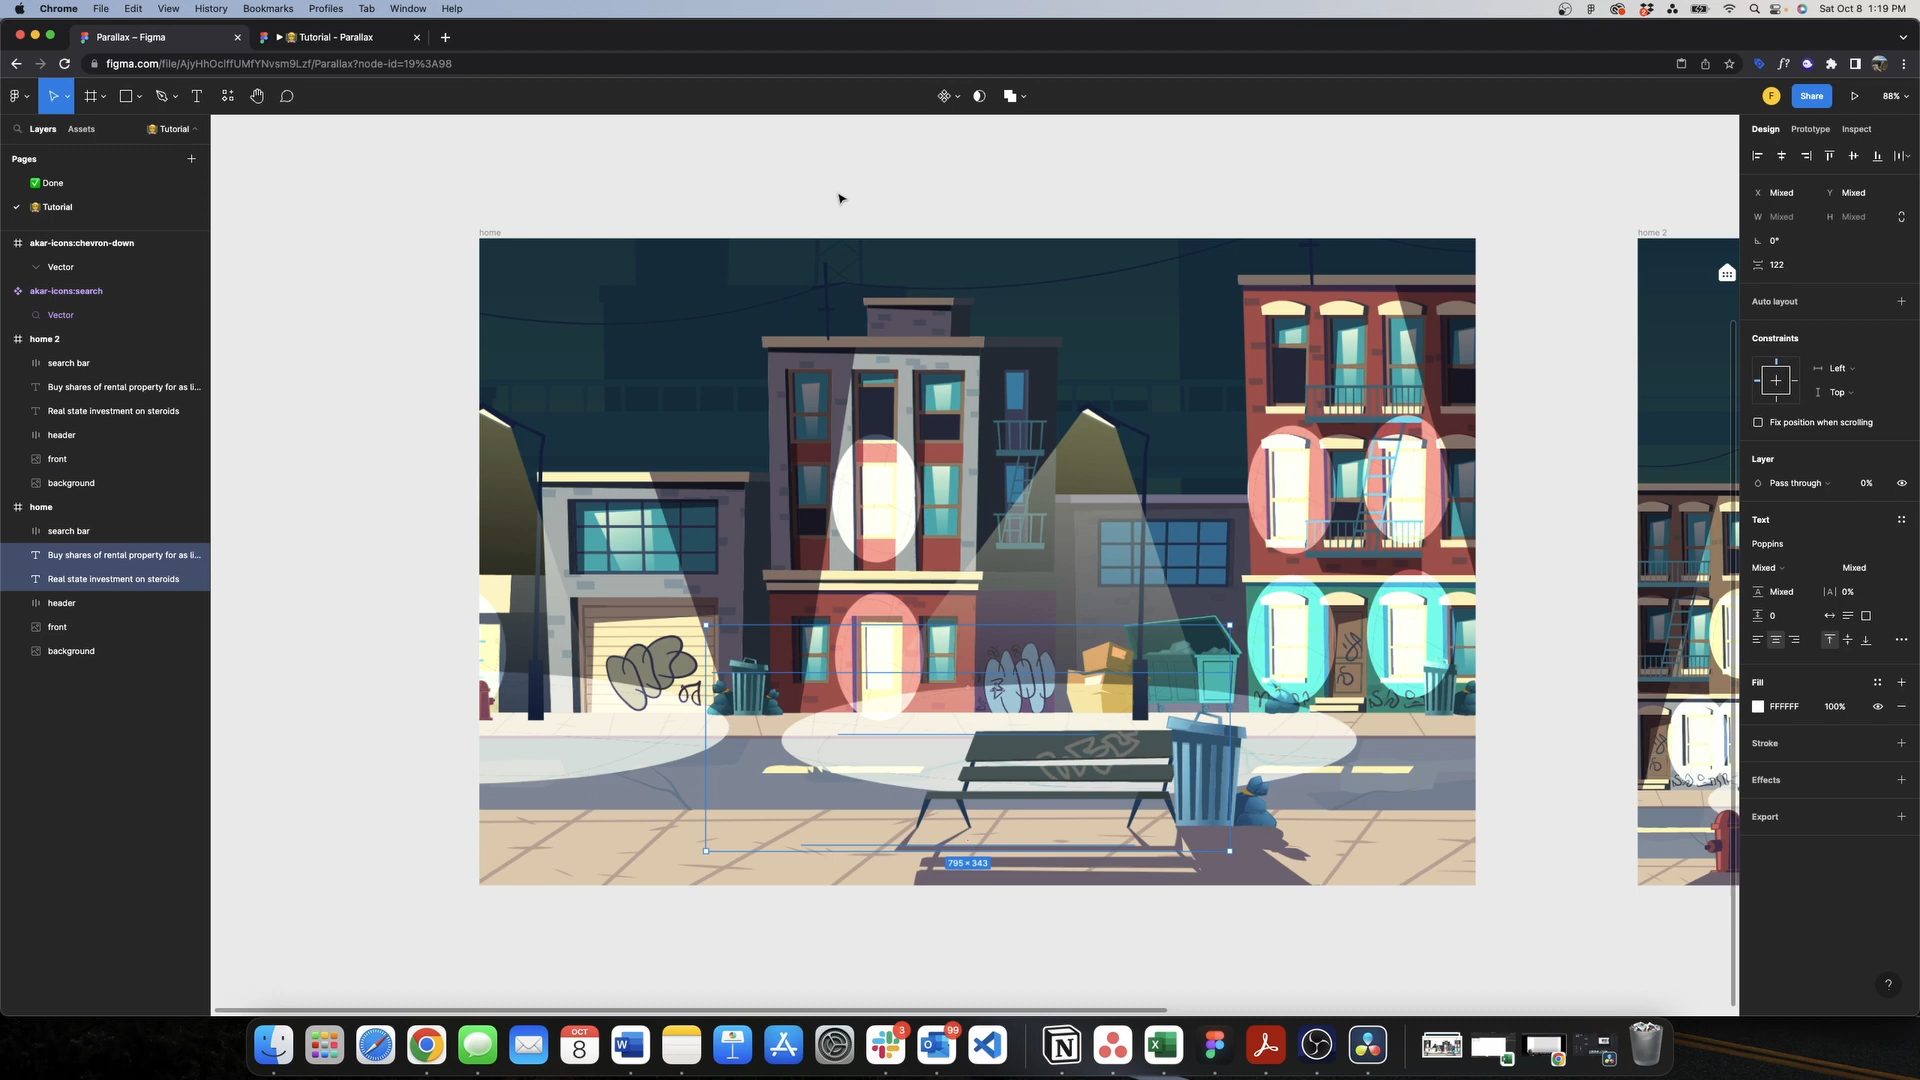 Chrome File Edit View History Bookmarks Profiles Tab Window Help
Sat Oct 8 1:19 PM
Parallax – Figma
Tutorial - Parallax
figma.com/file/AjyHhOclffUMfYNvsm9Lzf/Parallax?node-id=19%3A98
F
Share
88%
Layers Assets Tutorial
Design Prototype Inspect
Pages
Done
Tutorial
akar-icons:chevron-down
Vector
akar-icons:search
Vector
home 2
search bar
Buy shares of rental property for as li...
Real state investment on steroids
header
front
background
home
search bar
Buy shares of rental property for as li...
Real state investment on steroids
header
front
background
home
home 2
795 × 343
X Mixed Y Mixed
W Mixed H Mixed
0°
122
Auto layout
Constraints
Left
Top
Fix position when scrolling
Layer
Pass through 0%
Text
Poppins
Mixed Mixed
Mixed |A| 0%
0
Fill
FFFFFF 100%
Stroke
Effects
Export
?
OCT
8
3
99